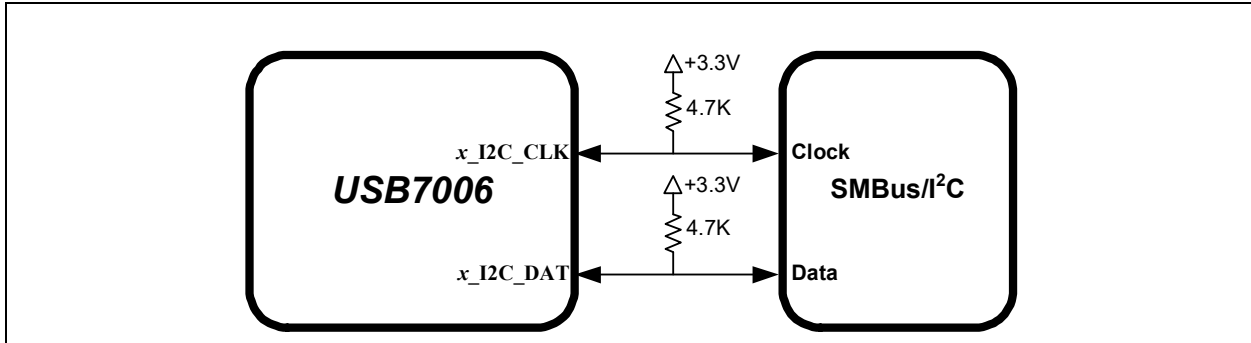 +3.3V
4.7K
x_I2C_CLK
Clock
USB7006
+3.3V
SMBus/I²C
4.7K
x_I2C_DAT
Data